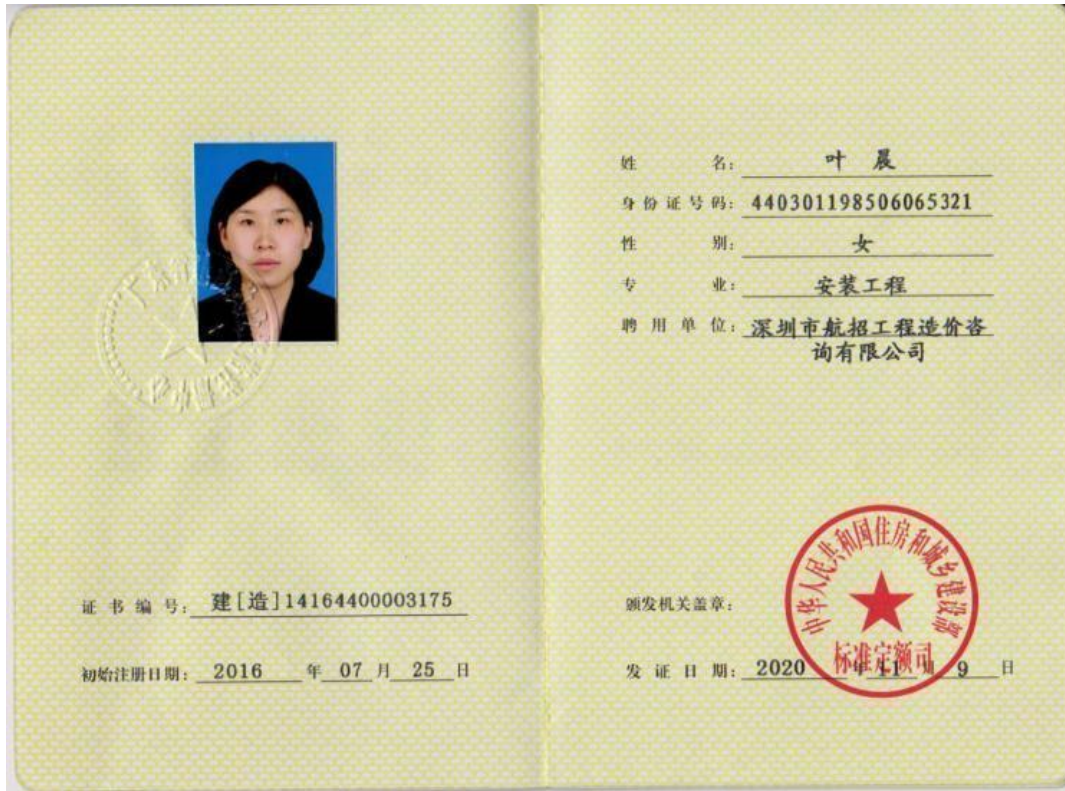 证书编号: 建[造]14164400003175
初始注册日期: 2016 年 07 月 25 日
姓名: 叶晨
身份证号码: 440301198506065321
性别: 女
专业: 安装工程
聘用单位: 深圳市航招工程造价咨
询有限公司
颁发机关盖章:
中华人民共和国住房和城乡建设部
标准定额司
发证日期: 2020 年 11 月 9 日